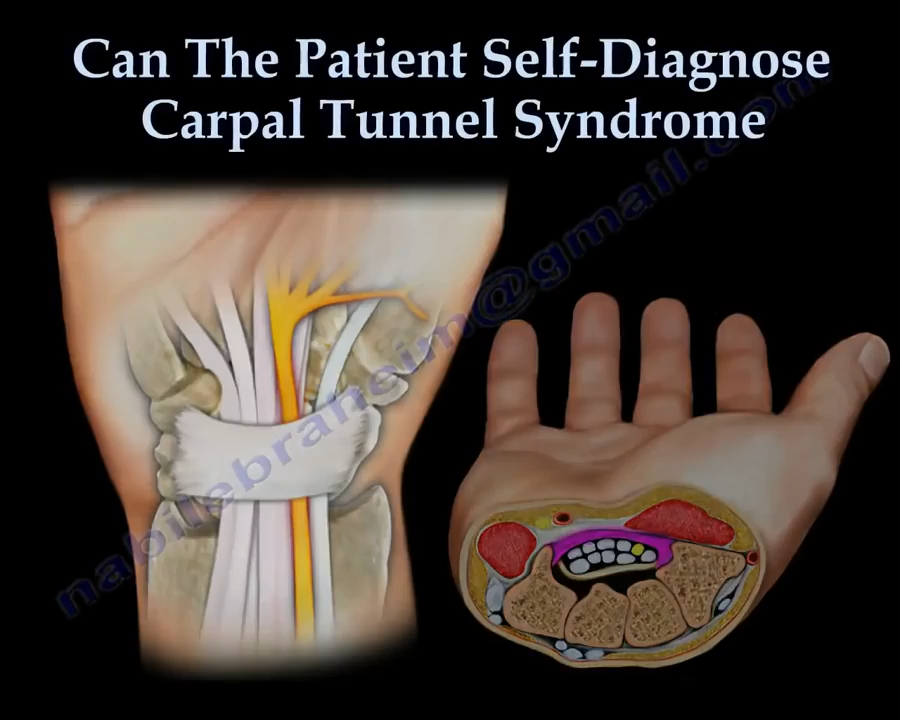 Can The Patient Self-Diagnose
Carpal Tunnel Syndrome
nabilebraheim@gmail.com